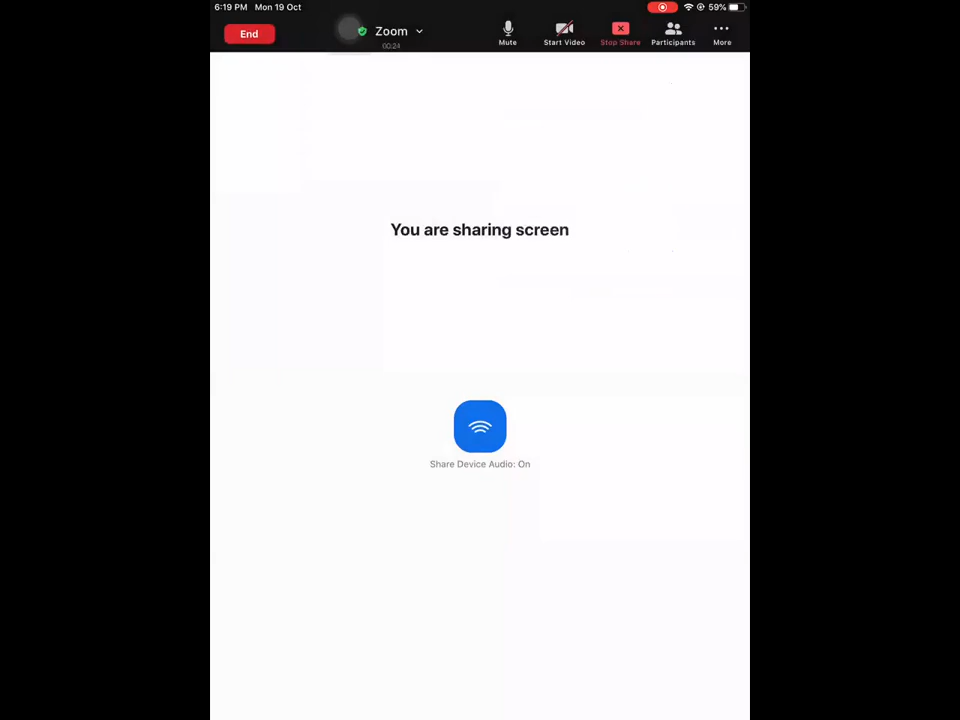 6:19 PM Mon 19 Oct 59%
End Zoom Mute Start Video Stop Share Participants More
00:24
You are sharing screen
Share Device Audio: On